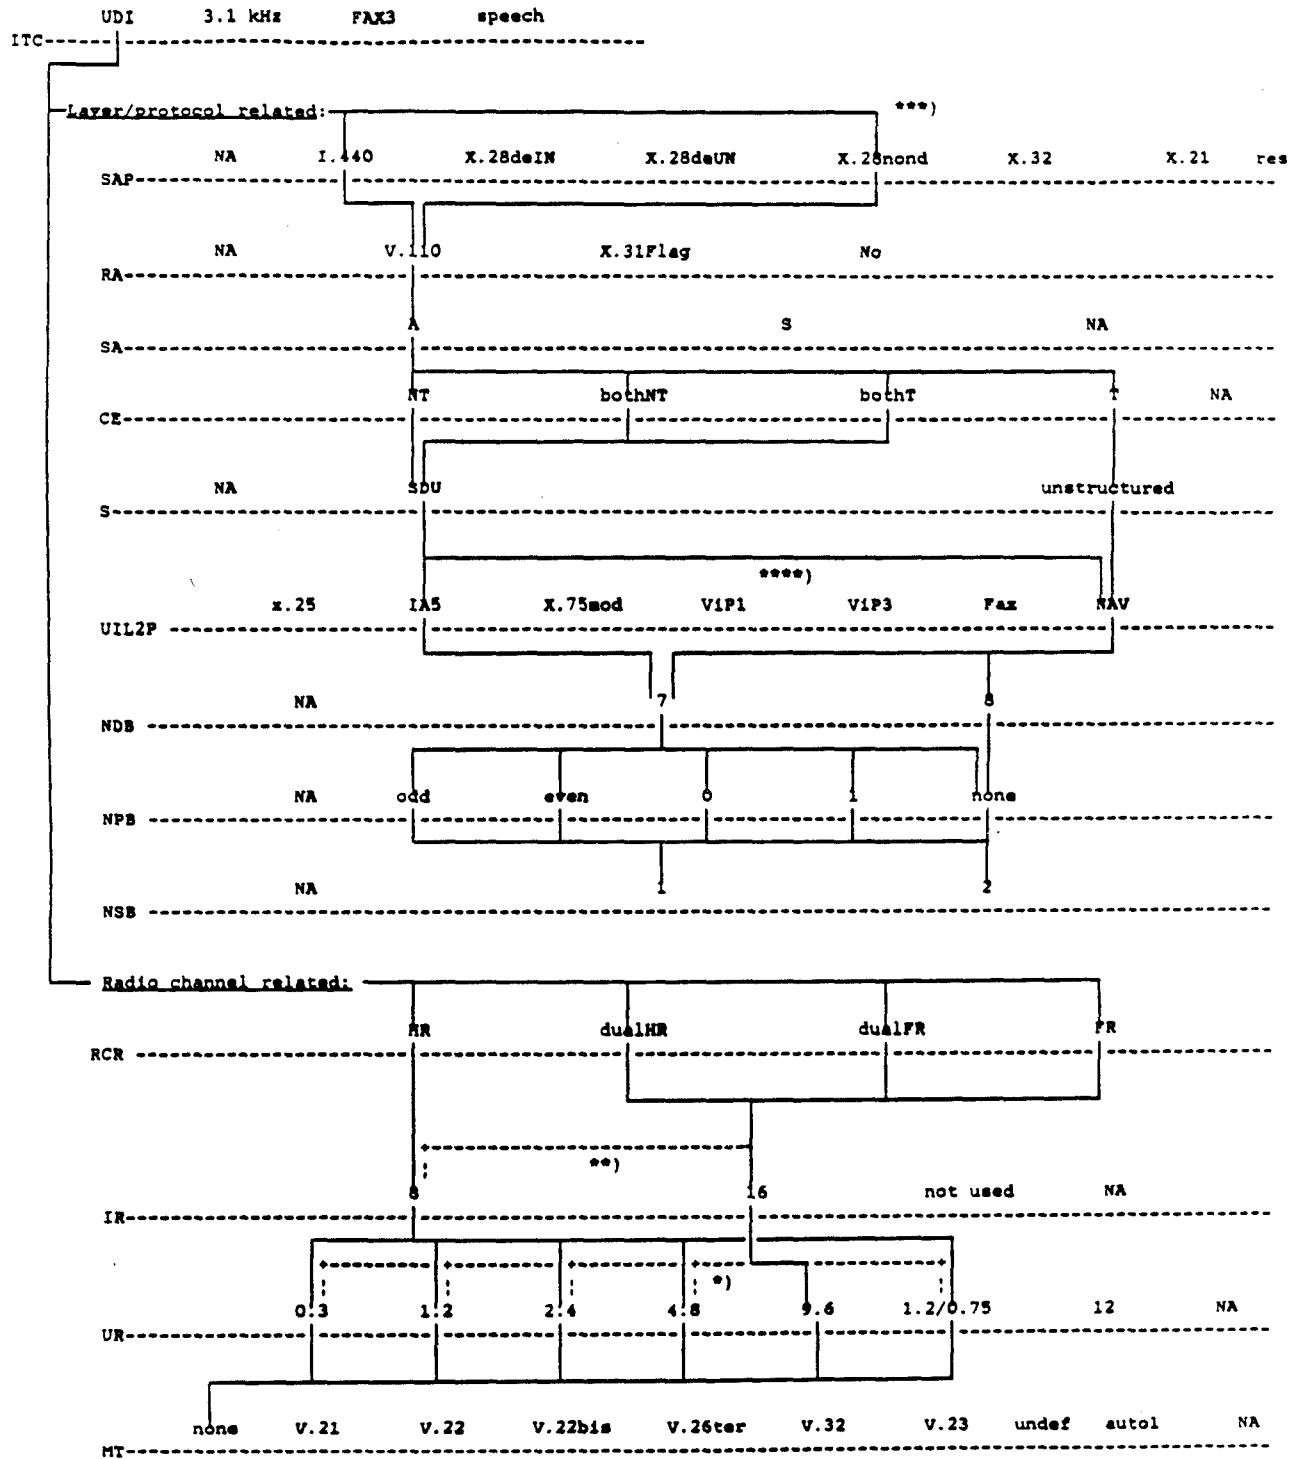 UDI 3.1 kHz FAX3 speech
ITC
Layer/protocol related: ***)
NA I.440 X.28deIN X.28deUN X.28nond X.32 X.21 res
SAP
NA V.110 X.31Flag No
RA
A S NA
SA
NT bothNT bothT T NA
CE
NA SDU unstructured
S
****)
x.25 IA5 X.75mod ViP1 ViP3 Fax NAV
UIL2P
NA 7 8
NDB
NA odd even 0 1 none
NPB
NA 1 2
NSB
Radio channel related:
HR dualHR dualFR FR
RCR
**)
8 16 not used NA
IR
*)
0.3 1.2 2.4 4.8 9.6 1.2/0.75 12 NA
UR
none V.21 V.22 V.22bis V.26ter V.32 V.23 undef auto1 NA
MT